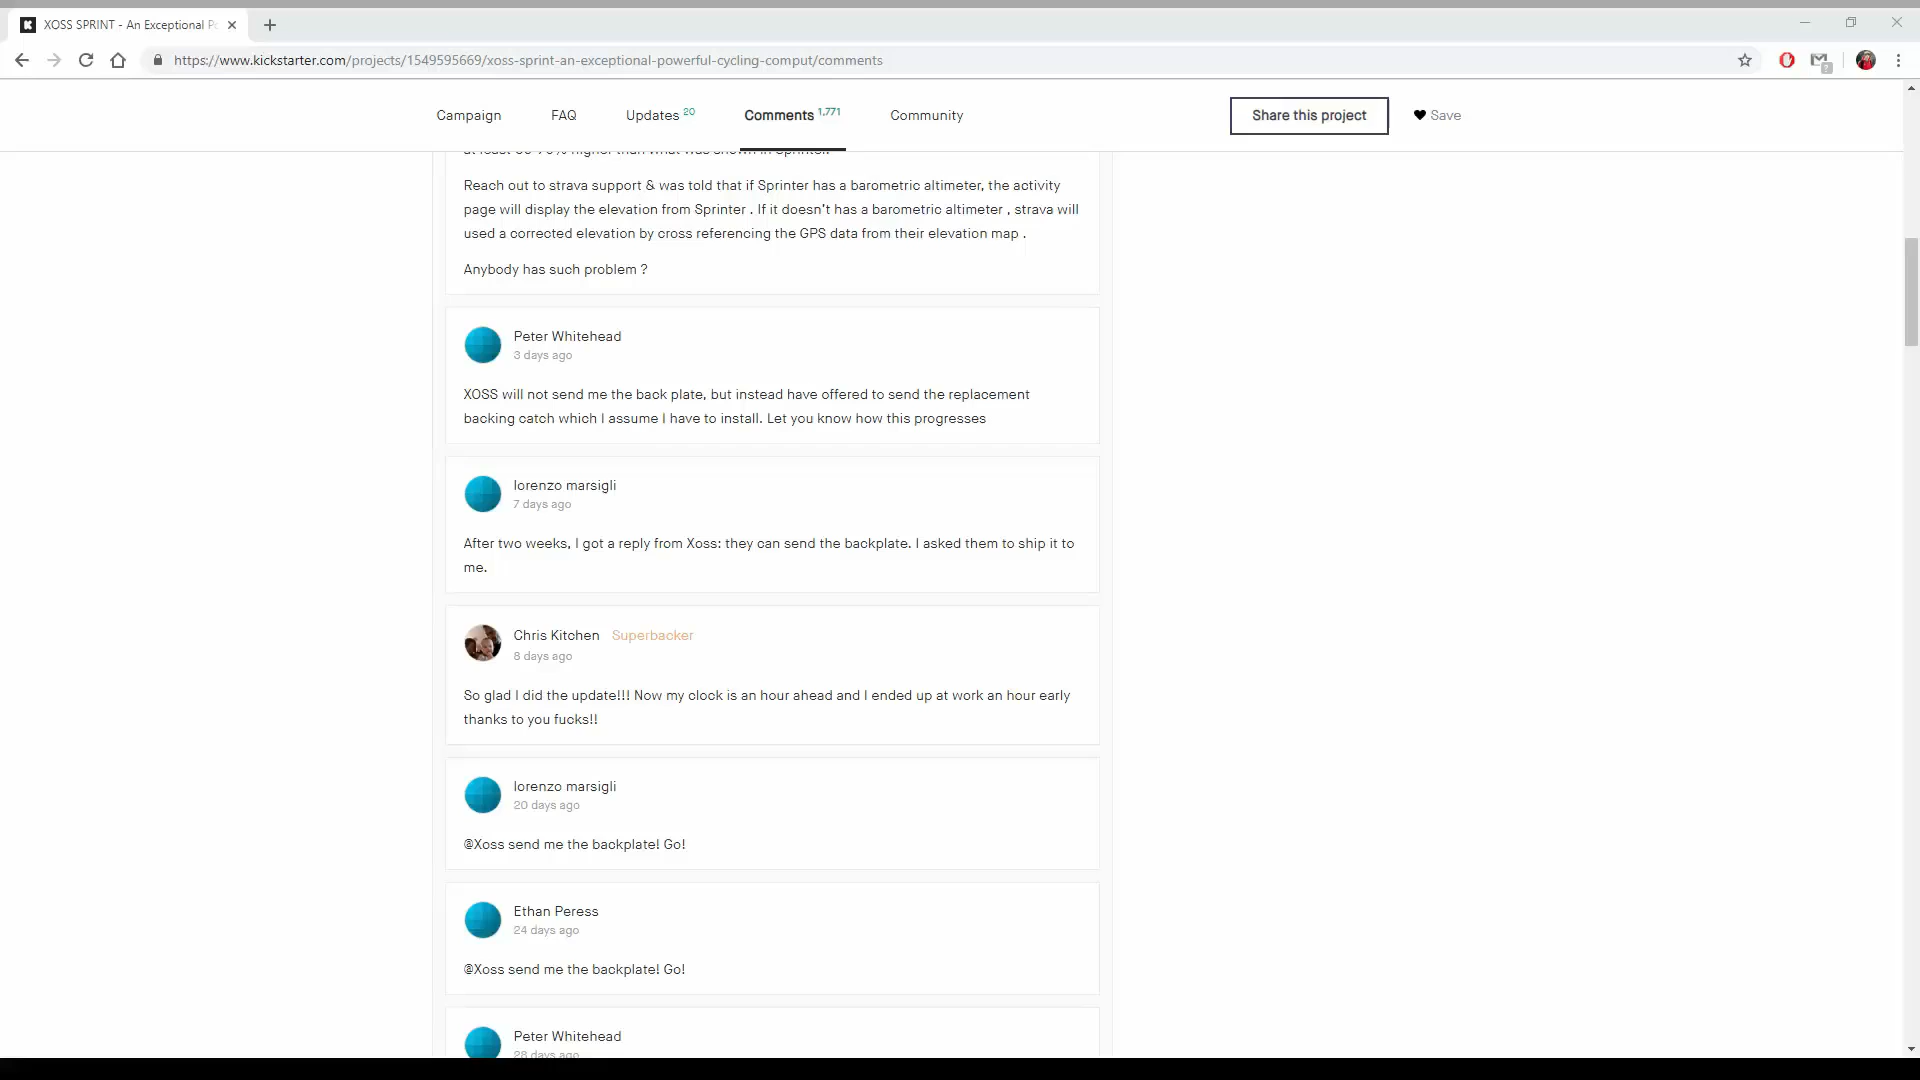 XOSS SPRINT - An Exceptional Po
https://www.kickstarter.com/projects/1549595669/xoss-sprint-an-exceptional-powerful-cycling-comput/comments
Campaign
FAQ
Updates 20
Comments 1,771
Community
Share this project
Save
at least 60-70% higher than what was shown in Sprinter.
Reach out to strava support & was told that if Sprinter has a barometric altimeter, the activity
page will display the elevation from Sprinter . If it doesn't has a barometric altimeter , strava will
used a corrected elevation by cross referencing the GPS data from their elevation map .
Anybody has such problem ?
Peter Whitehead
3 days ago
XOSS will not send me the back plate, but instead have offered to send the replacement
backing catch which I assume I have to install. Let you know how this progresses
lorenzo marsigli
7 days ago
After two weeks, I got a reply from Xoss: they can send the backplate. I asked them to ship it to
me.
Chris Kitchen Superbacker
8 days ago
So glad I did the update!!! Now my clock is an hour ahead and I ended up at work an hour early
thanks to you fucks!!
lorenzo marsigli
20 days ago
@Xoss send me the backplate! Go!
Ethan Peress
24 days ago
@Xoss send me the backplate! Go!
Peter Whitehead
28 days ago